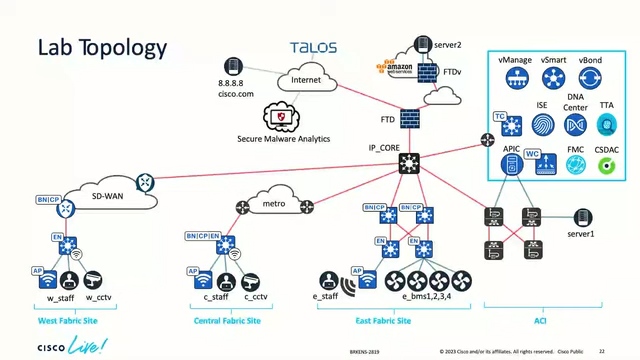 Lab Topology
TALOS
server2
amazon
web services
FTDv
8.8.8.8
cisco.com
Internet
Secure Malware Analytics
FTD
IP_CORE
vManage
vSmart
vBond
TC
ISE
DNA
Center
TTA
APIC
WC
FMC
CSDAC
BN|CP
SD-WAN
metro
BN|CP
BN|CP
EN
BN|CP|EN
EN
EN
server1
AP
AP
AP
w_staff
w_cctv
c_staff
c_cctv
e_staff
e_bms1,2,3,4
West Fabric Site
Central Fabric Site
East Fabric Site
ACI
CISCO Live!
BRKENS-2819
© 2023 Cisco and/or its affiliates. All rights reserved. Cisco Public
22